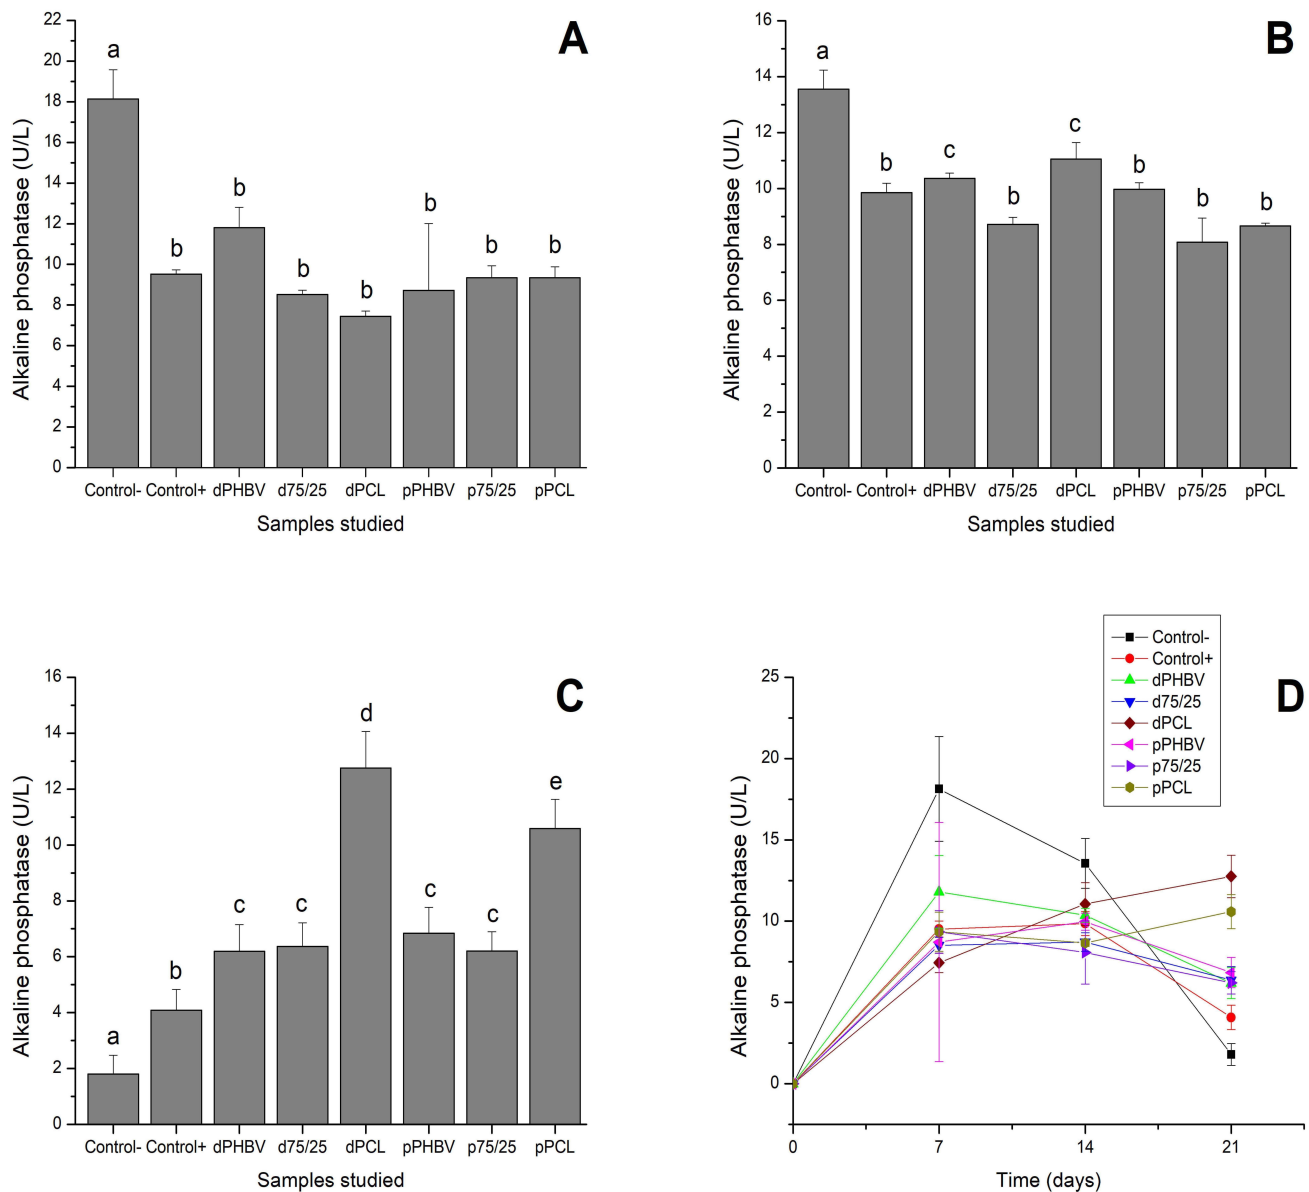 A
Alkaline phosphatase (U/L)
22
20
18
16
14
12
10
8
6
4
2
0
a
b
b
b
b
b
b
b
Control- Control+ dPHBV d75/25 dPCL pPHBV p75/25 pPCL
Samples studied
B
Alkaline phosphatase (U/L)
16
14
12
10
8
6
4
2
0
a
b
c
b
c
b
b
b
Control- Control+ dPHBV d75/25 dPCL pPHBV p75/25 pPCL
Samples studied
C
Alkaline phosphatase (U/L)
16
14
12
10
8
6
4
2
0
a
b
c
c
d
c
c
e
Control- Control+ dPHBV d75/25 dPCL pPHBV p75/25 pPCL
Samples studied
D
Control-
Control+
dPHBV
d75/25
dPCL
pPHBV
p75/25
pPCL
Alkaline phosphatase (U/L)
25
20
15
10
5
0
0 7 14 21
Time (days)